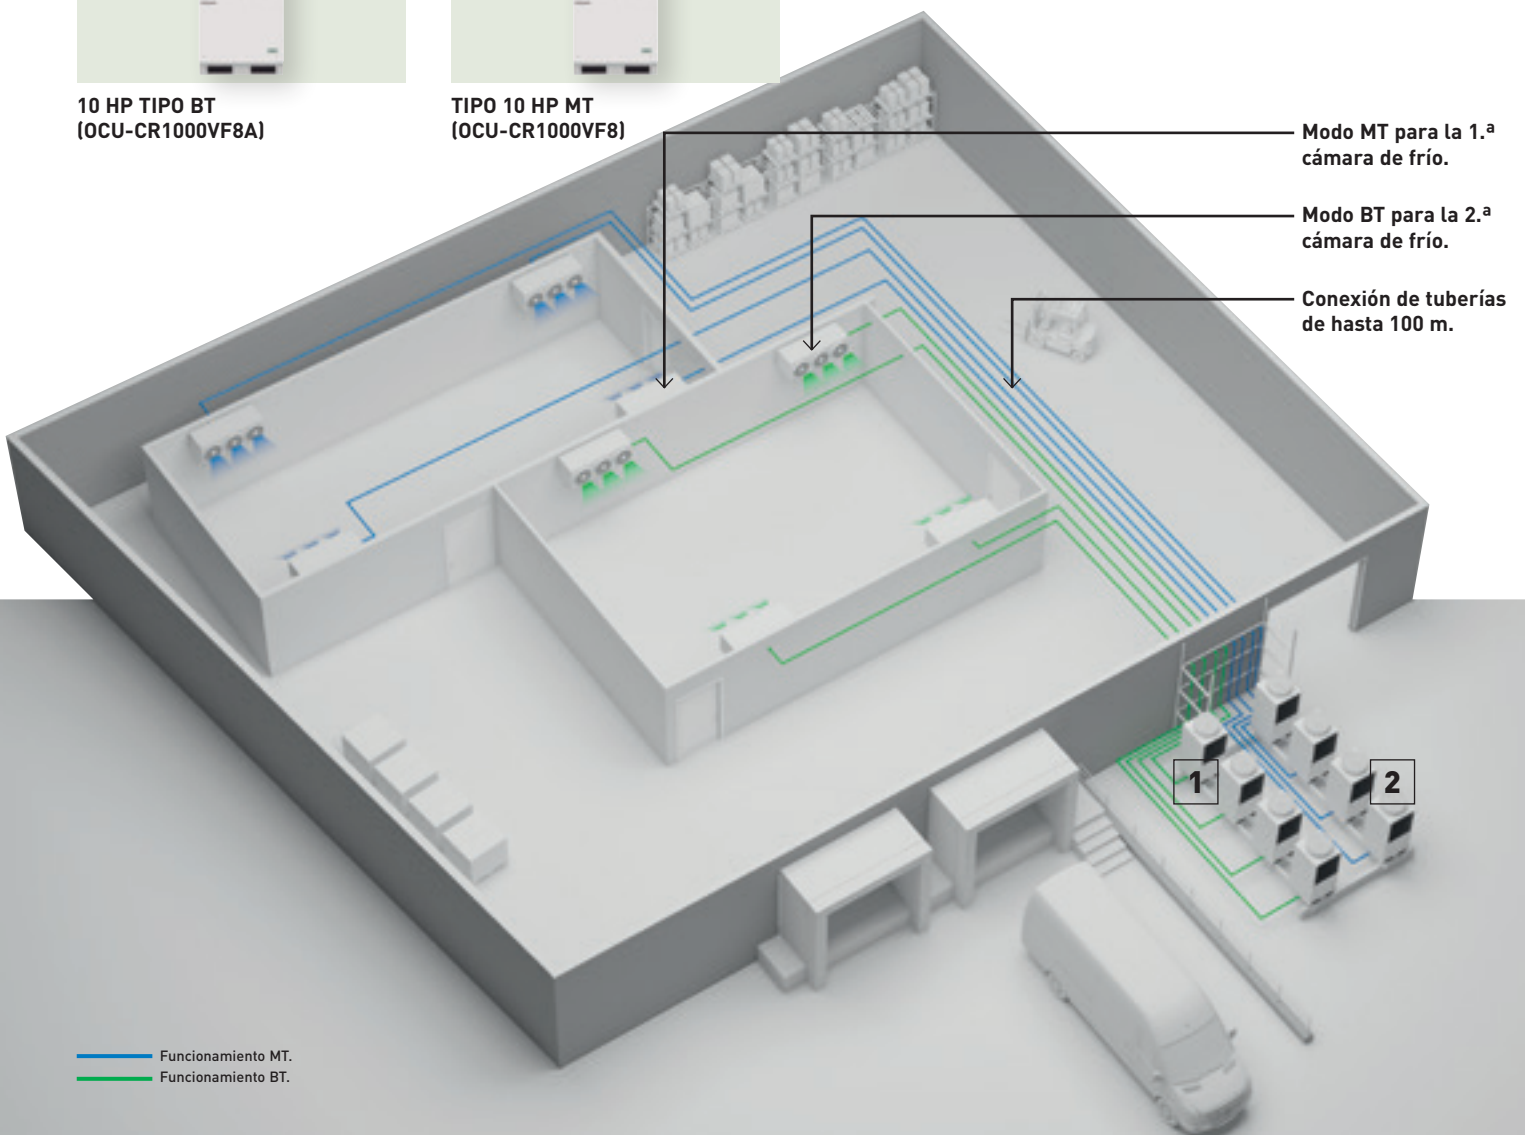 10 HP TIPO BT
(OCU-CR1000VF8A)
TIPO 10 HP MT
(OCU-CR1000VF8)
Modo MT para la 1.ª
cámara de frío.
Modo BT para la 2.ª
cámara de frío.
Conexión de tuberías
de hasta 100 m.
1
2
Funcionamiento MT.
Funcionamiento BT.